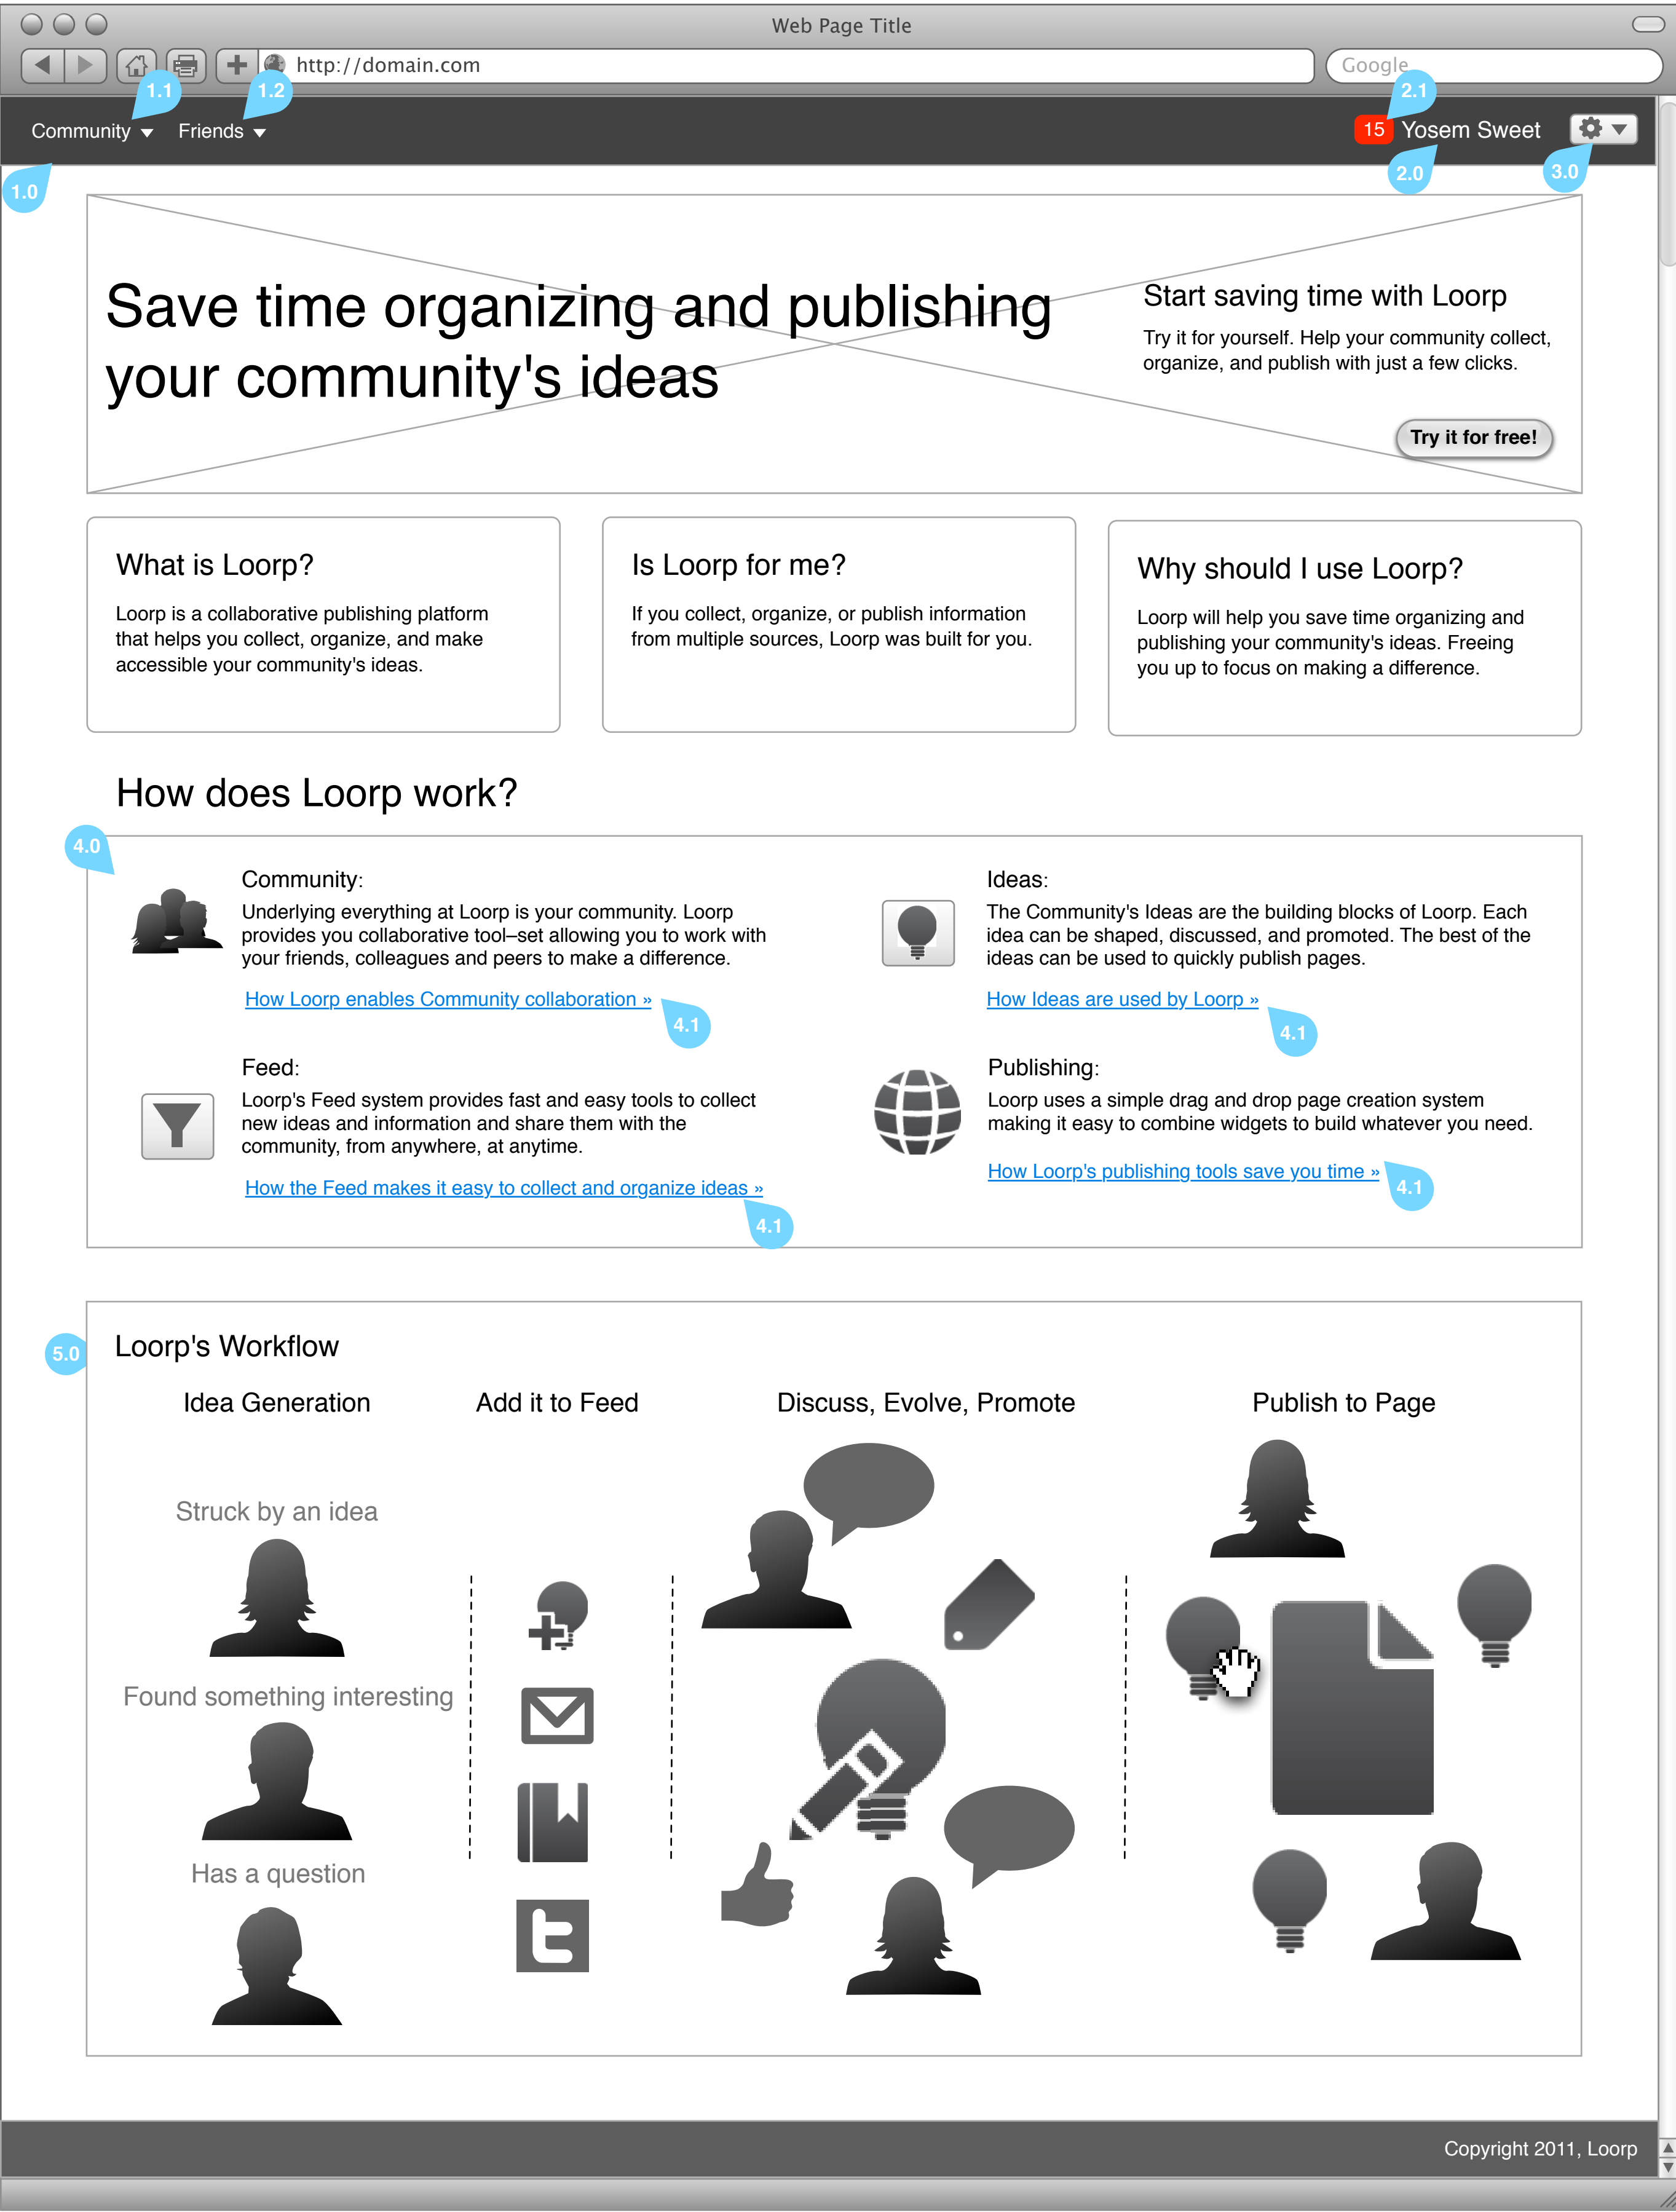 Web Page Title
http://domain.com
Google
1.1
1.2
2.1
Community
Friends
15
Yosem Sweet
1.0
2.0
3.0
Save time organizing and publishing
your community's ideas
Start saving time with Loorp
Try it for yourself. Help your community collect,
organize, and publish with just a few clicks.
Try it for free!
What is Loorp?
Loorp is a collaborative publishing platform
that helps you collect, organize, and make
accessible your community's ideas.
Is Loorp for me?
If you collect, organize, or publish information
from multiple sources, Loorp was built for you.
Why should I use Loorp?
Loorp will help you save time organizing and
publishing your community's ideas. Freeing
you up to focus on making a difference.
How does Loorp work?
4.0
Community:
Underlying everything at Loorp is your community. Loorp
provides you collaborative tool–set allowing you to work with
your friends, colleagues and peers to make a difference.
How Loorp enables Community collaboration »
4.1
Ideas:
The Community's Ideas are the building blocks of Loorp. Each
idea can be shaped, discussed, and promoted. The best of the
ideas can be used to quickly publish pages.
How Ideas are used by Loorp »
4.1
Feed:
Loorp's Feed system provides fast and easy tools to collect
new ideas and information and share them with the
community, from anywhere, at anytime.
How the Feed makes it easy to collect and organize ideas »
4.1
Publishing:
Loorp uses a simple drag and drop page creation system
making it easy to combine widgets to build whatever you need.
How Loorp's publishing tools save you time »
4.1
5.0
Loorp's Workflow
Idea Generation
Add it to Feed
Discuss, Evolve, Promote
Publish to Page
Struck by an idea
Found something interesting
Has a question
Copyright 2011, Loorp